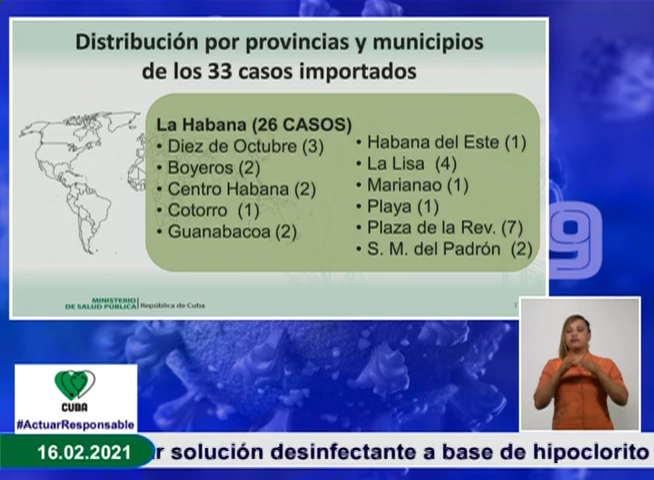 Distribución por provincias y municipios
de los 33 casos importados
La Habana (26 CASOS)
• Diez de Octubre (3)
• Boyeros (2)
• Centro Habana (2)
• Cotorro (1)
• Guanabacoa (2)
• Habana del Este (1)
• La Lisa (4)
• Marianao (1)
• Playa (1)
• Plaza de la Rev. (7)
• S. M. del Padrón (2)
MINISTERIO
DE SALUD PÚBLICA República de Cuba
9
CUBA
#ActuarResponsable
16.02.2021 r solución desinfectante a base de hipoclorito